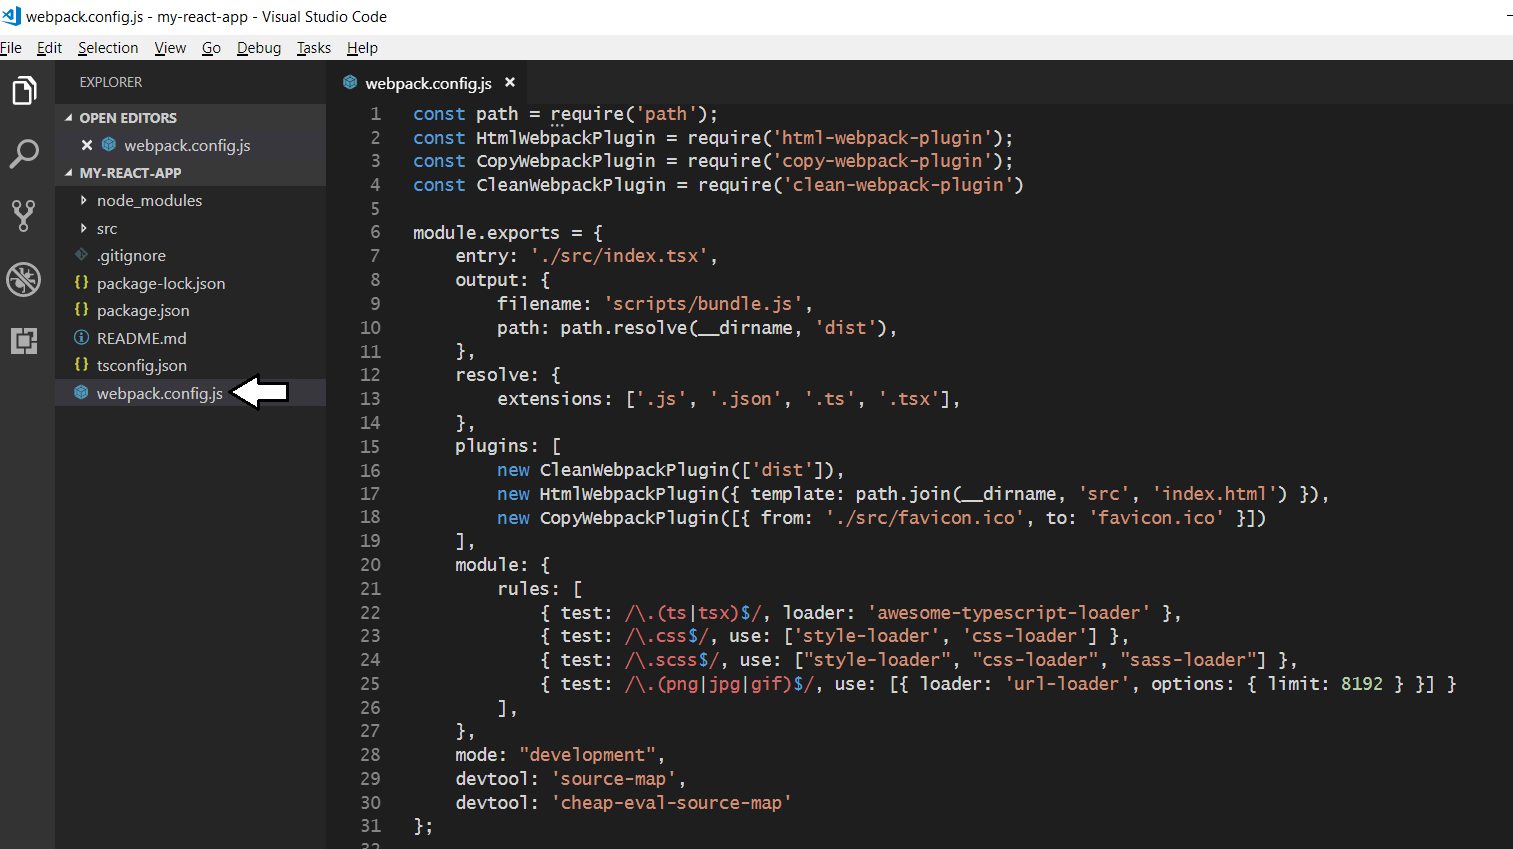 webpack.config.js - my-react-app - Visual Studio Code
File Edit Selection View Go Debug Tasks Help
EXPLORER
OPEN EDITORS
webpack.config.js
MY-REACT-APP
node_modules
src
.gitignore
package-lock.json
package.json
README.md
tsconfig.json
webpack.config.js
webpack.config.js
1 const path = require('path');
2 const HtmlWebpackPlugin = require('html-webpack-plugin');
3 const CopyWebpackPlugin = require('copy-webpack-plugin');
4 const CleanWebpackPlugin = require('clean-webpack-plugin')
5
6 module.exports = {
7     entry: './src/index.tsx',
8     output: {
9         filename: 'scripts/bundle.js',
10         path: path.resolve(__dirname, 'dist'),
11     },
12     resolve: {
13         extensions: ['.js', '.json', '.ts', '.tsx'],
14     },
15     plugins: [
16         new CleanWebpackPlugin(['dist']),
17         new HtmlWebpackPlugin({ template: path.join(__dirname, 'src', 'index.html') }),
18         new CopyWebpackPlugin([{ from: './src/favicon.ico', to: 'favicon.ico' }])
19     ],
20     module: {
21         rules: [
22             { test: /\.(ts|tsx)$/, loader: 'awesome-typescript-loader' },
23             { test: /\.css$/, use: ['style-loader', 'css-loader'] },
24             { test: /\.scss$/, use: ["style-loader", "css-loader", "sass-loader"] },
25             { test: /\.(png|jpg|gif)$/, use: [{ loader: 'url-loader', options: { limit: 8192 } }] }
26         ],
27     },
28     mode: "development",
29     devtool: 'source-map',
30     devtool: 'cheap-eval-source-map'
31 };
32